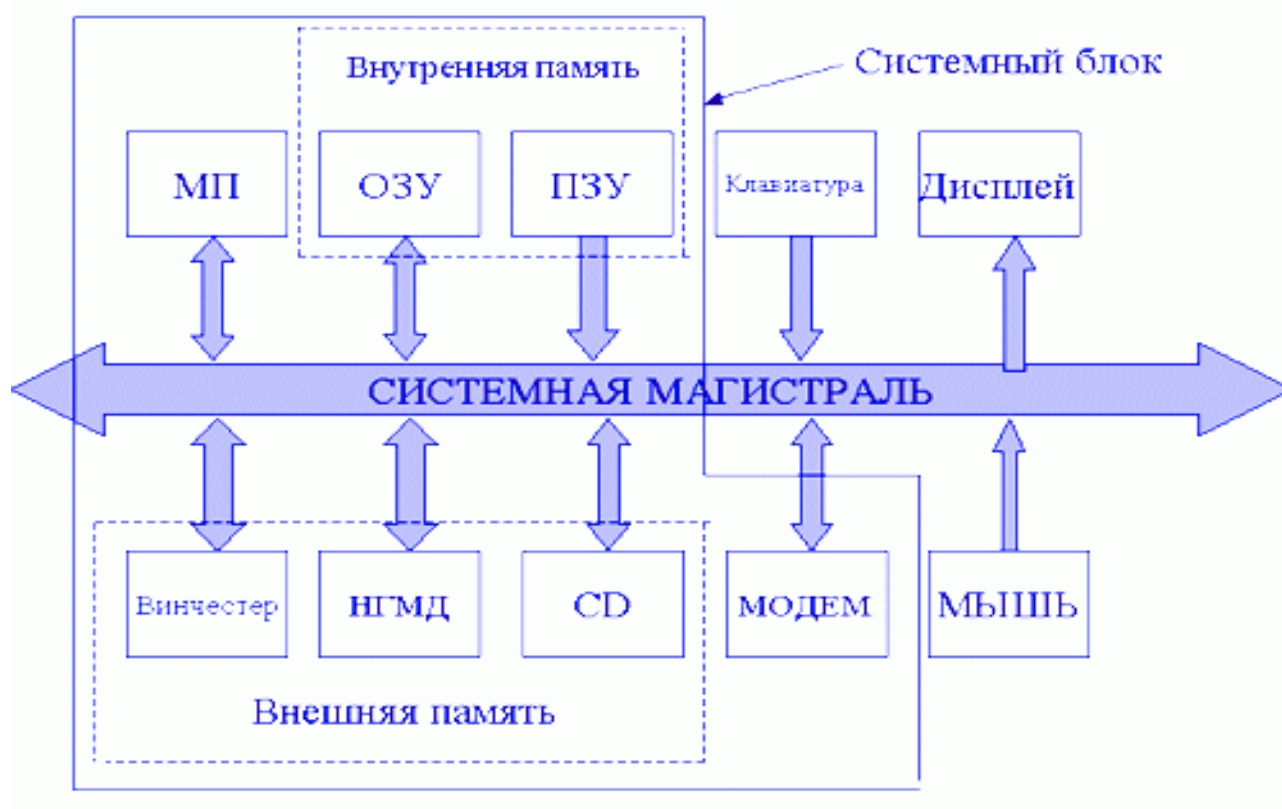 Внутренняя память
Системный блок
МП
ОЗУ
ПЗУ
Клавиатура
Дисплей
СИСТЕМНАЯ МАГИСТРАЛЬ
Винчестер
НГМД
CD
МОДЕМ
МЫШЬ
Внешняя память